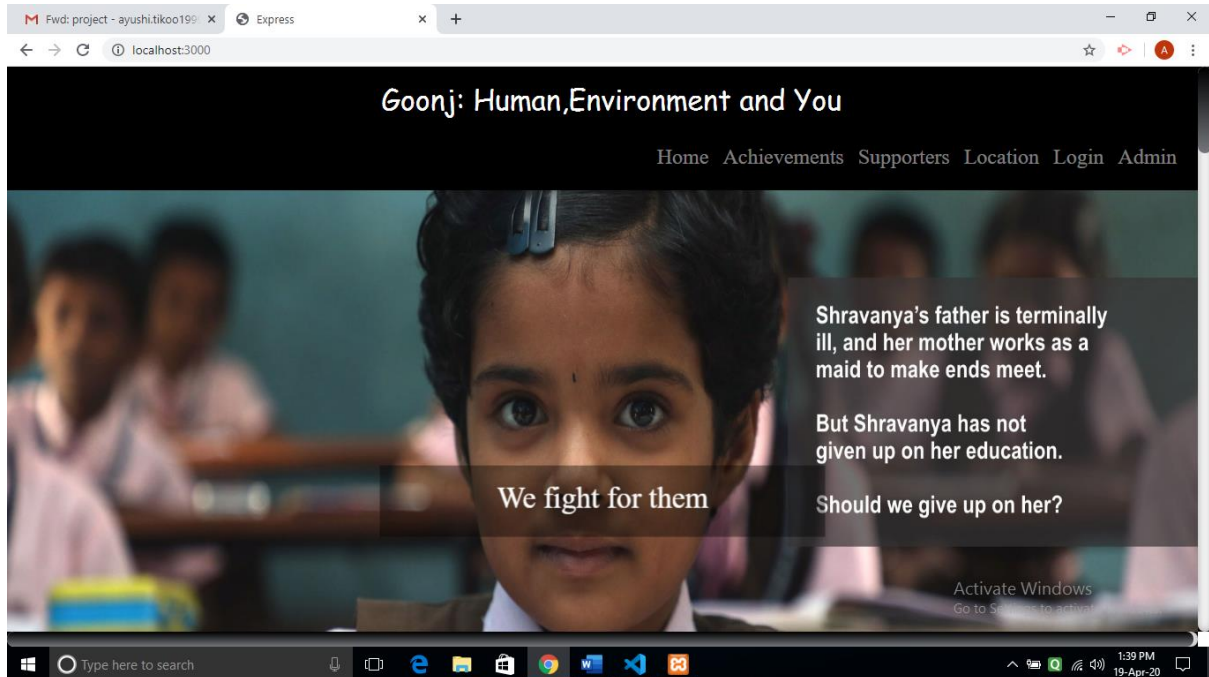 Fwd: project - ayushi.tikoo199
Express
localhost:3000
A
Goonj: Human,Environment and You
Home Achievements Supporters Location Login Admin
Shravanya’s father is terminally
ill, and her mother works as a
maid to make ends meet.
But Shravanya has not
given up on her education.
Should we give up on her?
We fight for them
Activate Windows
Go to to
Type here to search
1:39 PM
19-Apr-20